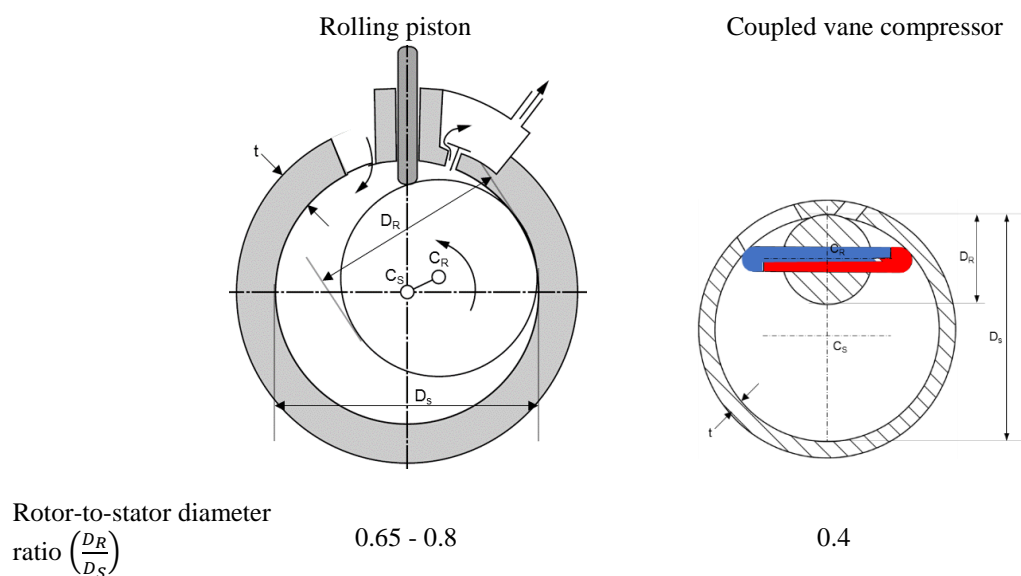 Rolling piston
Coupled vane compressor
t
D_R
C_R
C_S
D_s
C_R
D_R
C_S
D_s
t
Rotor-to-stator diameter
ratio (D_R/D_S)
0.65 - 0.8
0.4